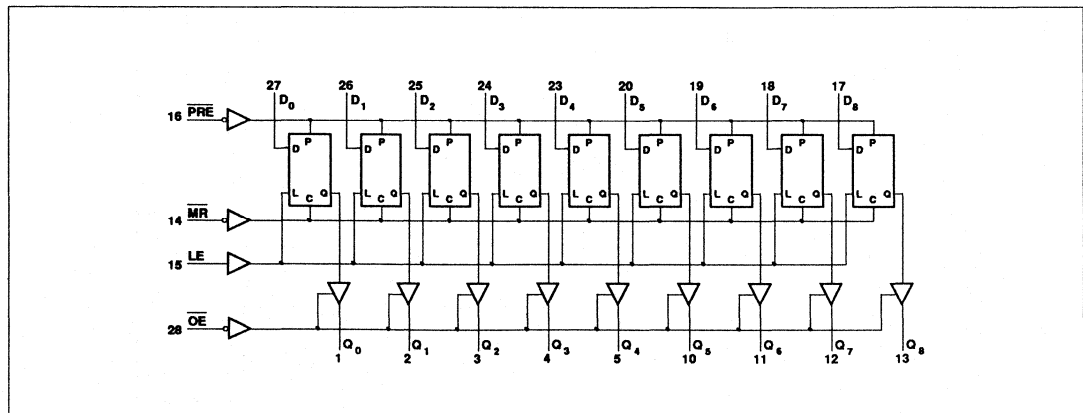 27 26 25 24 23 20 19 18 17
D0 D1 D2 D3 D4 D5 D6 D7 D8
16 PRE
P P P P P P P P P
D D D D D D D D D
L Q L Q L Q L Q L Q L Q L Q L Q L Q
C C C C C C C C C
14 MR
15 LE
28 OE
Q0 Q1 Q2 Q3 Q4 Q5 Q6 Q7 Q8
1 2 3 4 5 10 11 12 13